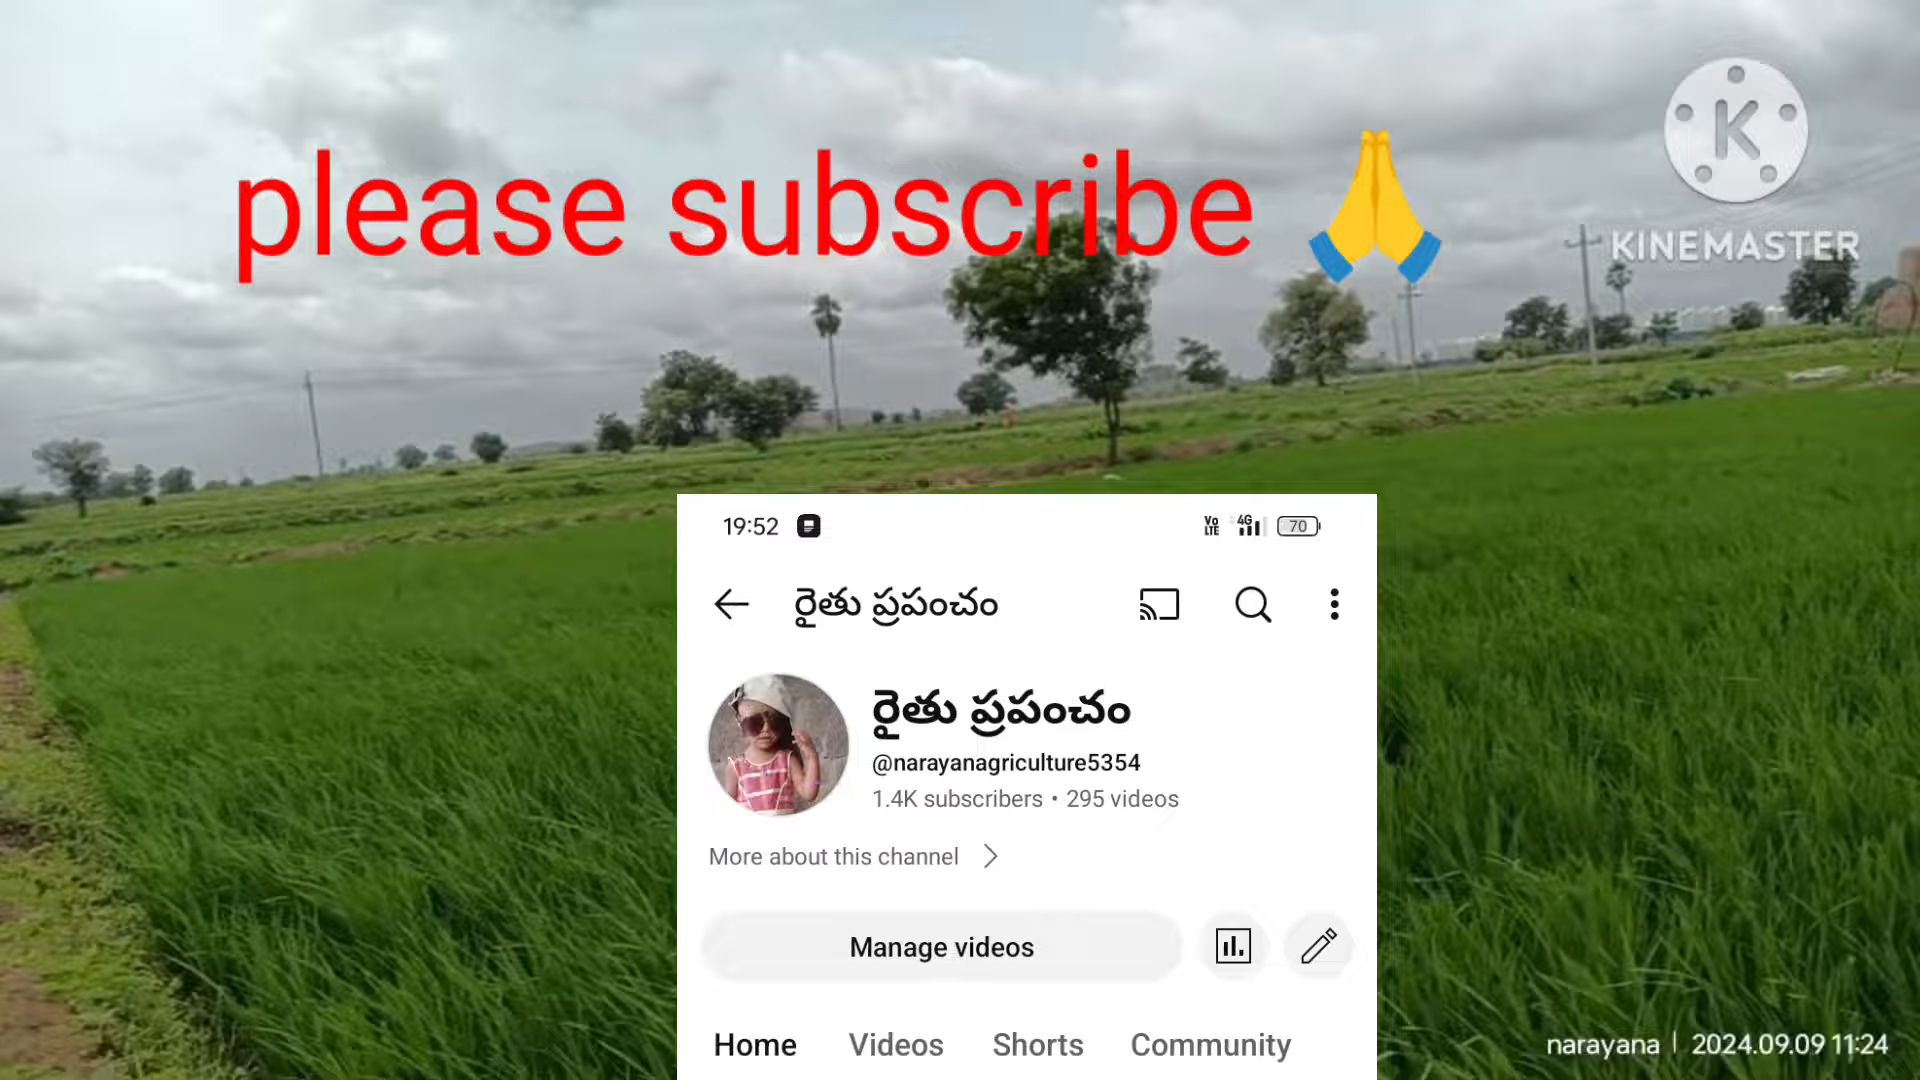 please subscribe 🙏
K
KINEMASTER
19:52
Vo LTE 4G 70
రైతు ప్రపంచం
రైతు ప్రపంచం
@narayanagriculture5354
1.4K subscribers • 295 videos
More about this channel
Manage videos
Home Videos Shorts Community
narayana | 2024.09.09 11:24